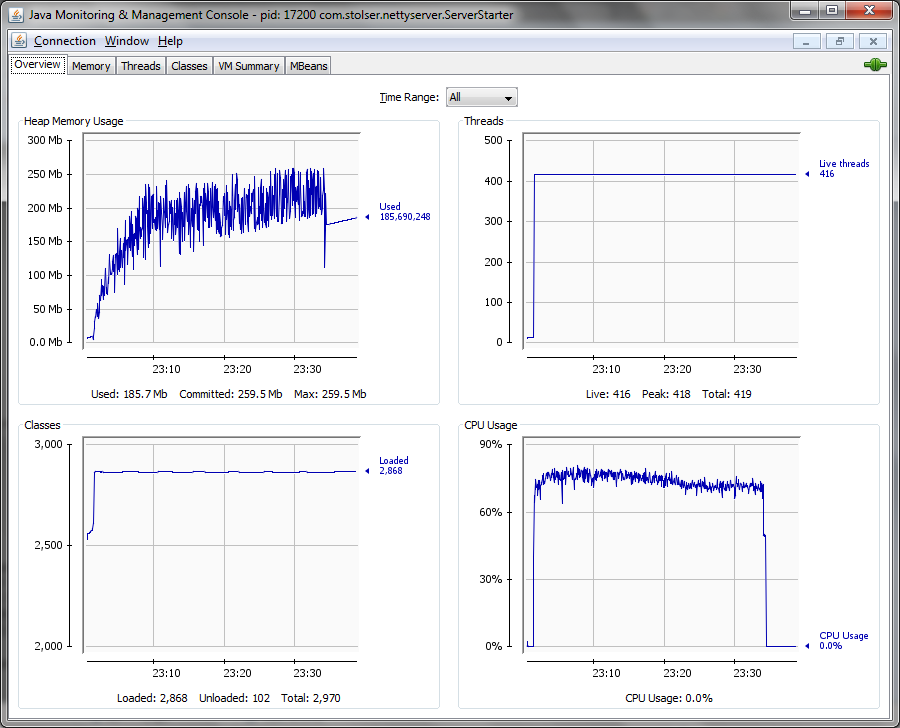 Java Monitoring & Management Console - pid: 17200 com.stolser.nettyserver.ServerStarter
Connection Window Help
Overview Memory Threads Classes VM Summary MBeans
Time Range: All
Heap Memory Usage
300 Mb
250 Mb
200 Mb
150 Mb
100 Mb
50 Mb
0.0 Mb
Used
185,690,248
23:10 23:20 23:30
Used: 185.7 Mb Committed: 259.5 Mb Max: 259.5 Mb
Threads
500
400
300
200
100
0
Live threads
416
23:10 23:20 23:30
Live: 416 Peak: 418 Total: 419
Classes
3,000
2,500
2,000
Loaded
2,868
23:10 23:20 23:30
Loaded: 2,868 Unloaded: 102 Total: 2,970
CPU Usage
90%
60%
30%
0%
CPU Usage
0.0%
23:10 23:20 23:30
CPU Usage: 0.0%